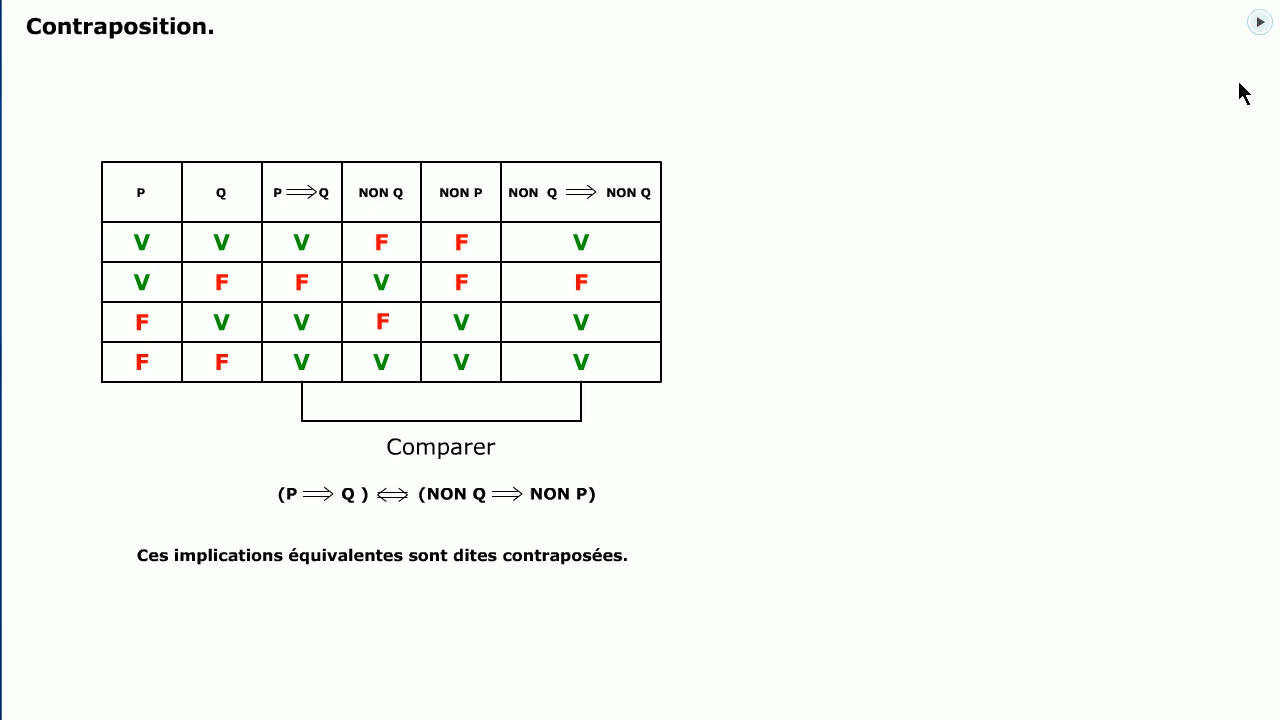 Contraposition.
P Q P ⟹ Q NON Q NON P NON Q ⟹ NON Q
V V V F F V
V F F V F F
F V V F V V
F F V V V V
Comparer
(P ⟹ Q ) ⟺ (NON Q ⟹ NON P)
Ces implications équivalentes sont dites contraposées.